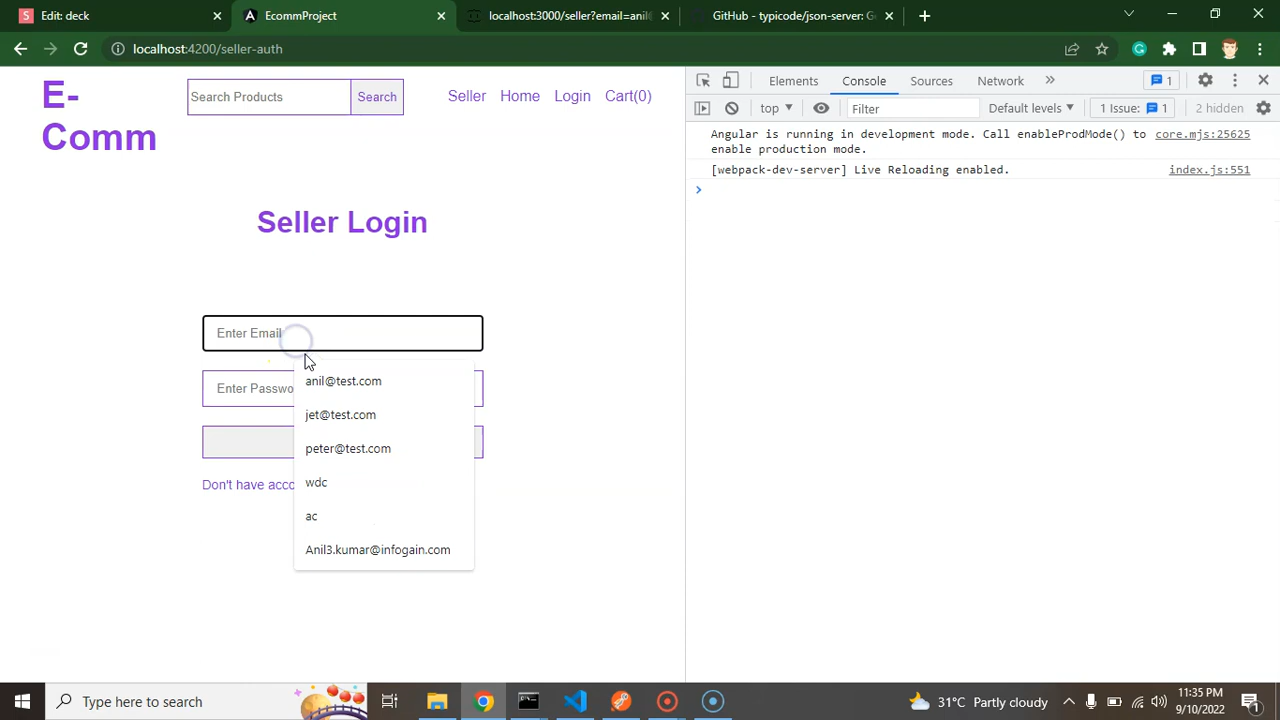 Edit: deck
EcommProject
localhost:3000/seller?email=anil
GitHub - typicode/json-server: G
localhost:4200/seller-auth
E-
Comm
Search Products
Search
Seller
Home
Login
Cart(0)
Seller Login
Enter Email
Enter Passwo
Don't have acco
anil@test.com
jet@test.com
peter@test.com
wdc
ac
Anil3.kumar@infogain.com
Elements
Console
Sources
Network
top
Filter
Default levels
1 Issue:
1
2 hidden
Angular is running in development mode. Call enableProdMode() to
core.mjs:25625
enable production mode.
[webpack-dev-server] Live Reloading enabled.
index.js:551
Type here to search
31°C Partly cloudy
11:35 PM
9/10/2022